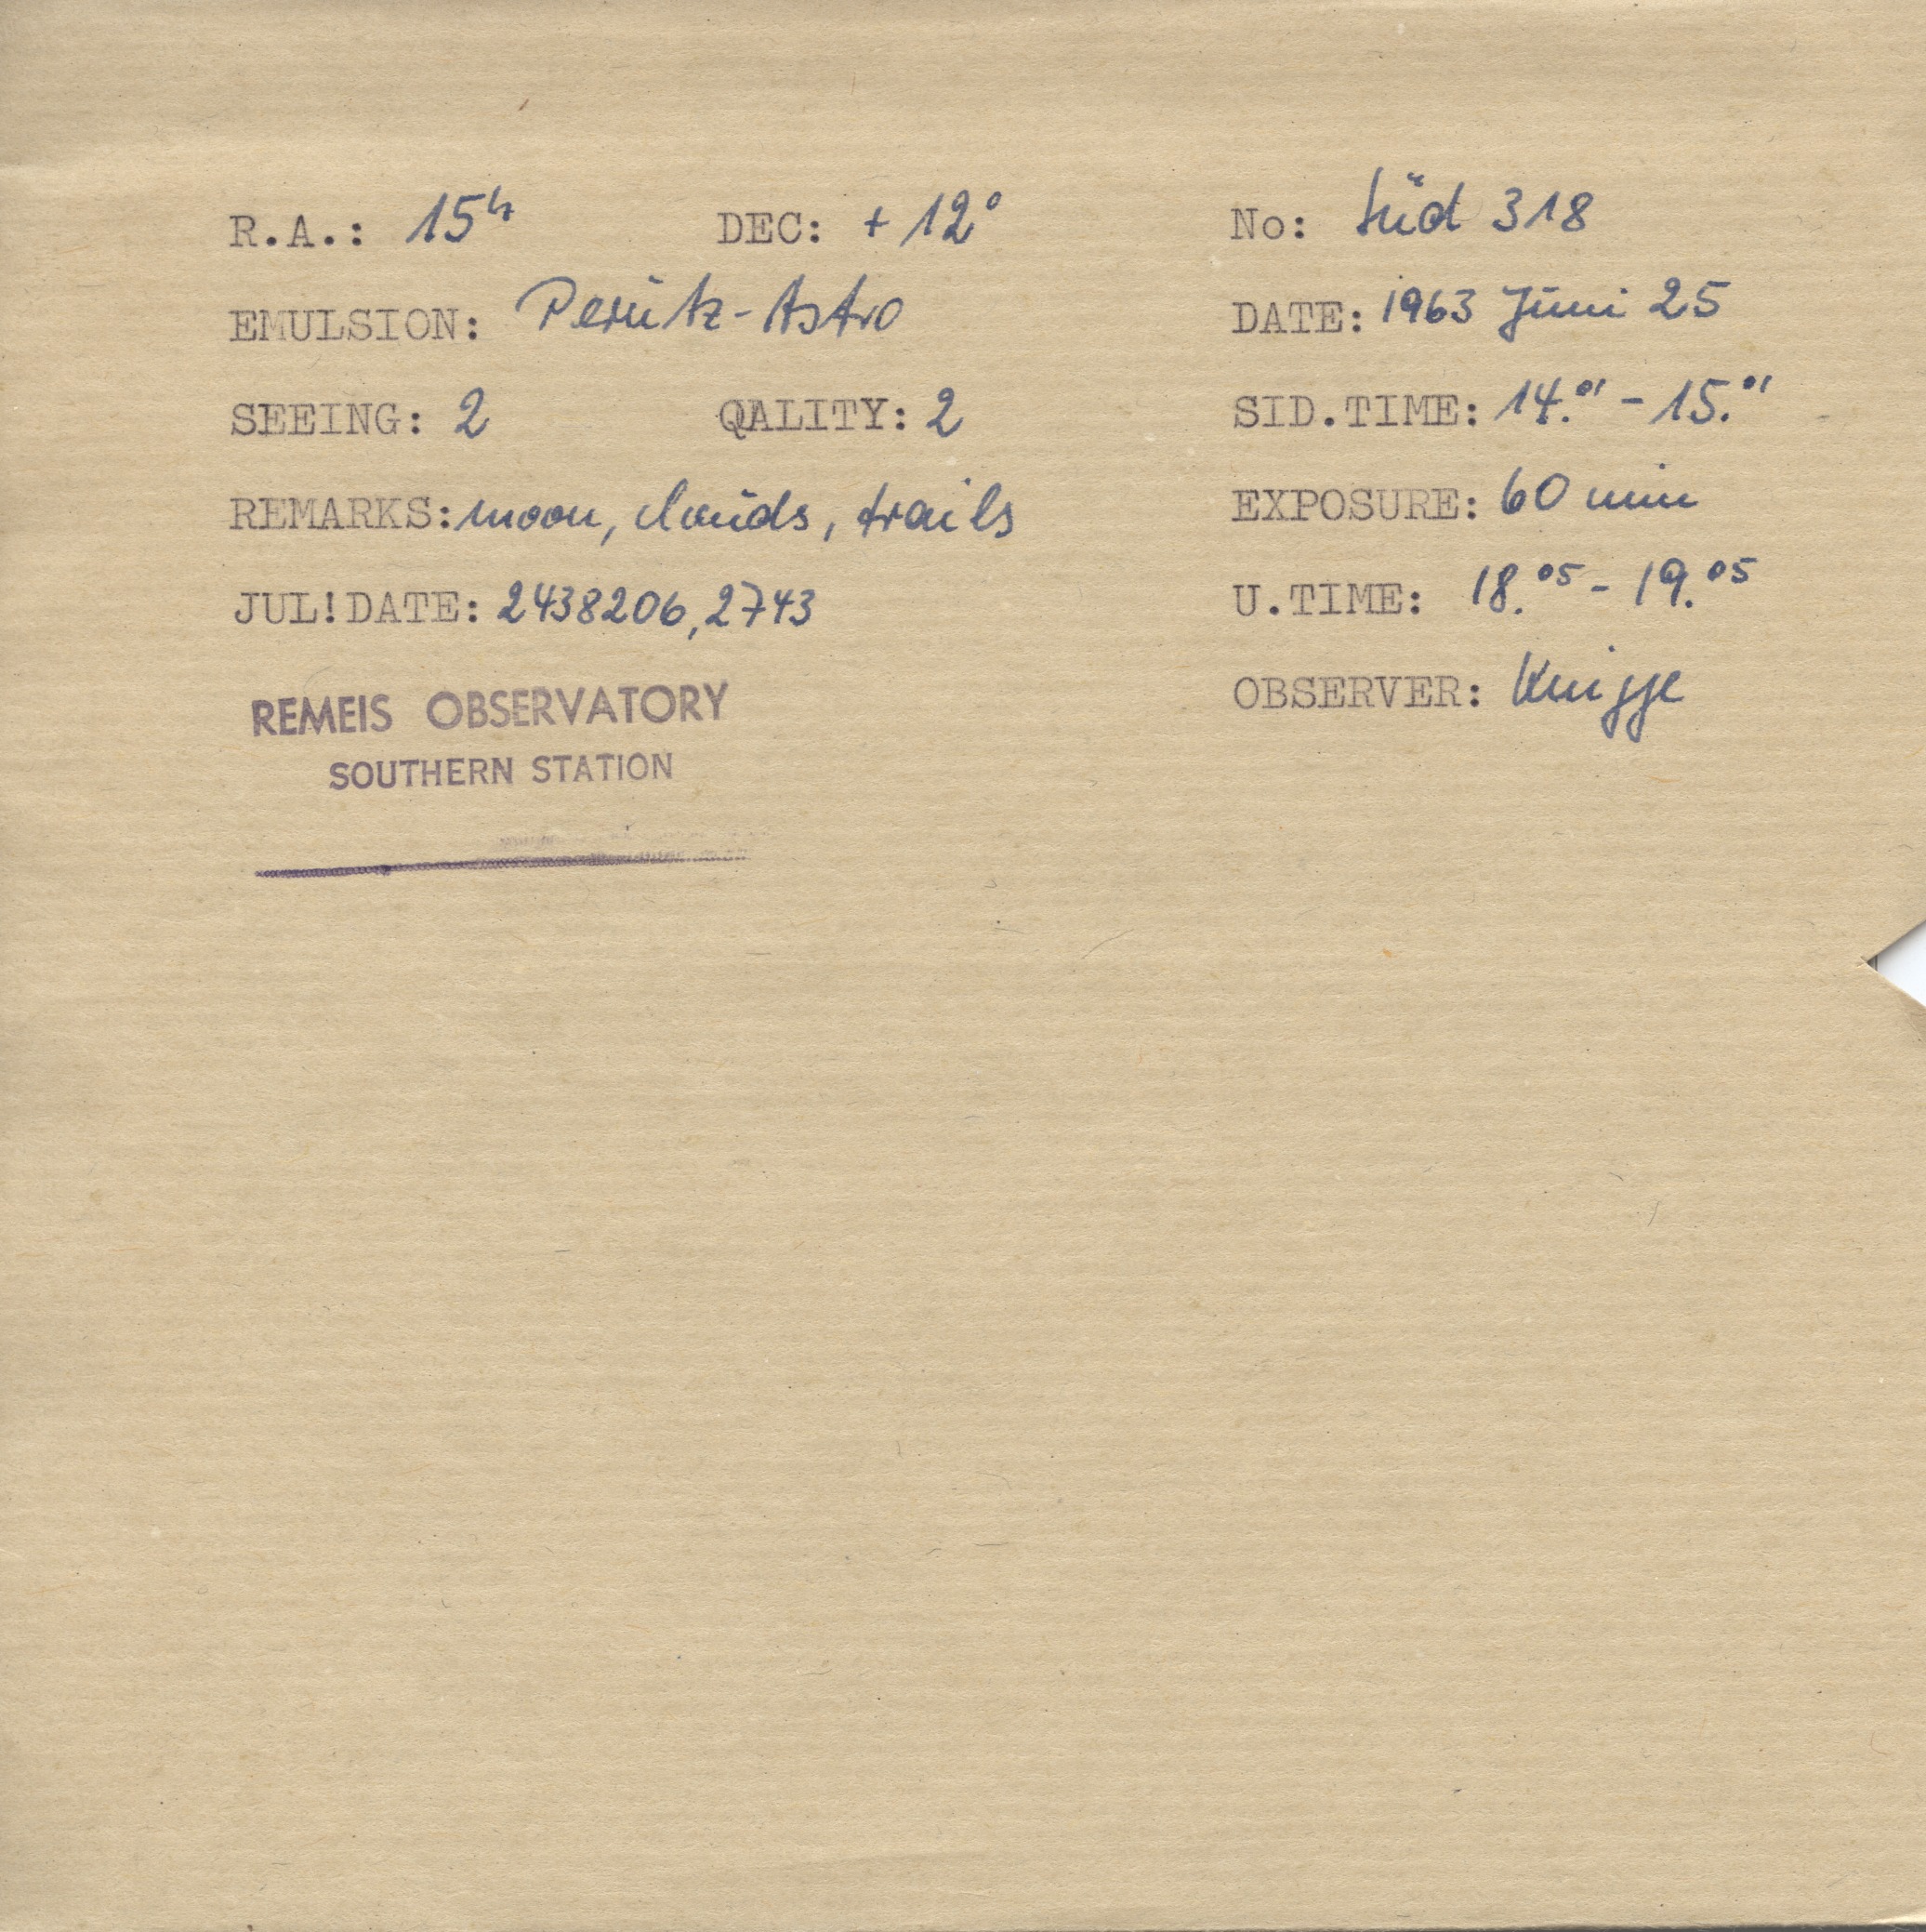 R.A.: 15h DEC: +12° No: Süd 318
EMULSION: Perutz-Astro DATE: 1963 Juni 25
SEEING: 2 QALITY: 2 SID.TIME: 14.01 - 15.01
REMARKS: moon, clouds, trails EXPOSURE: 60 min
JUL!DATE: 2438206,2743 U.TIME: 18.05 - 19.05
REMEIS OBSERVATORY OBSERVER: Knigge
SOUTHERN STATION